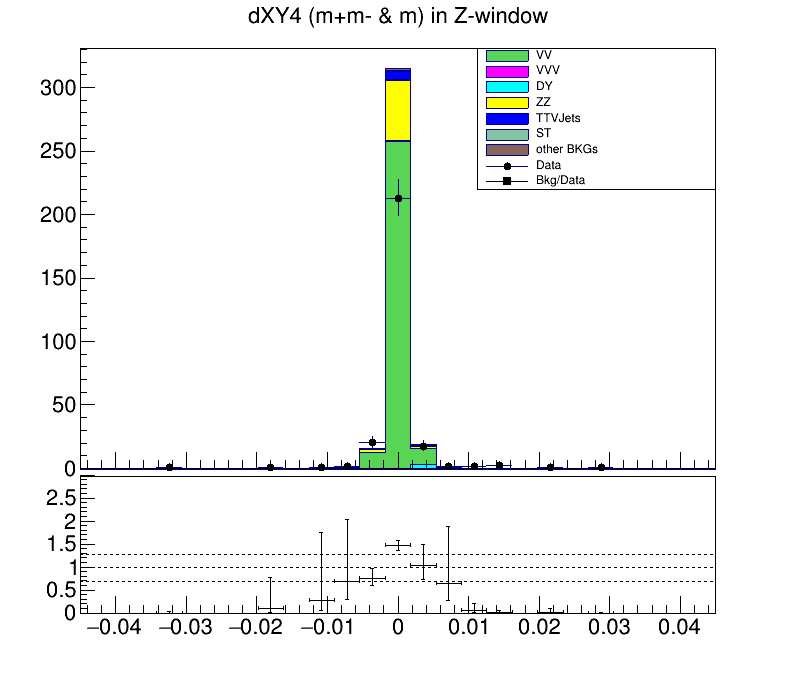 dXY4 (m+m- & m) in Z-window
VV
VVV
DY
ZZ
TTVJets
ST
other BKGs
Data
Bkg/Data
300
250
200
150
100
50
0
2.5
2
1.5
1
0.5
0
−0.04 −0.03 −0.02 −0.01 0 0.01 0.02 0.03 0.04